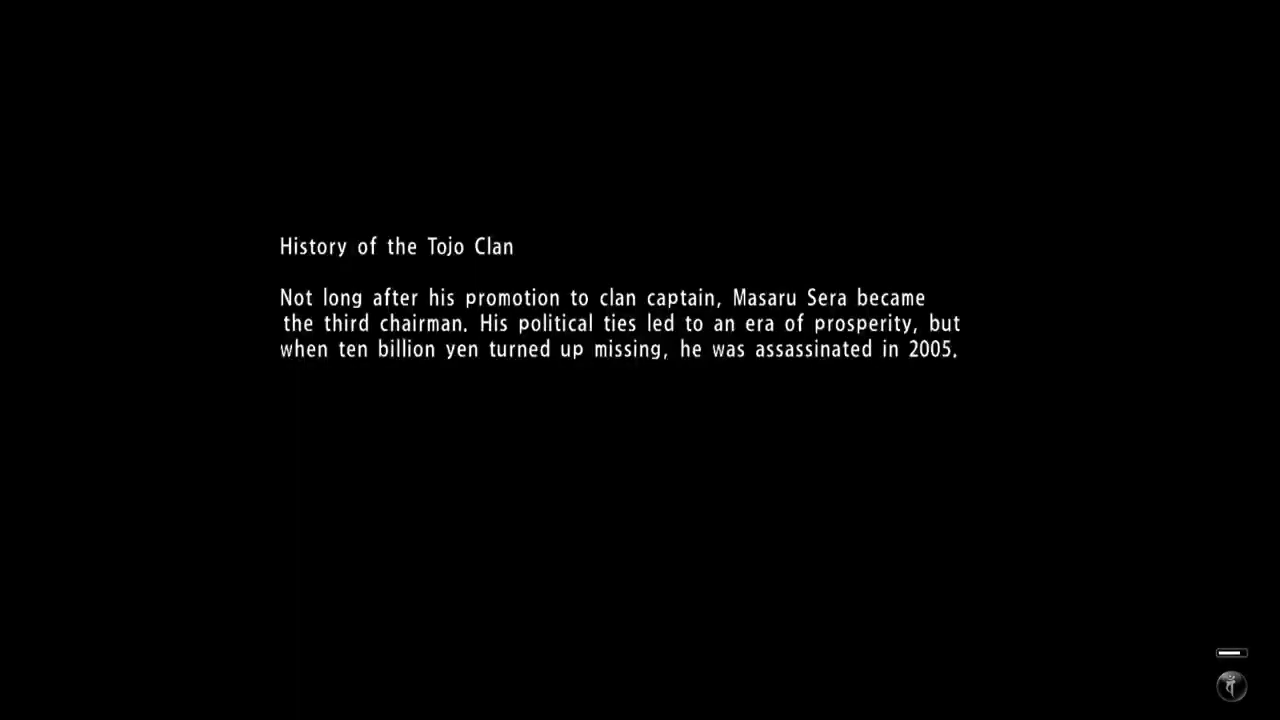 History of the Tojo Clan
Not long after his promotion to clan captain, Masaru Sera became
the third chairman. His political ties led to an era of prosperity, but
when ten billion yen turned up missing, he was assassinated in 2005.